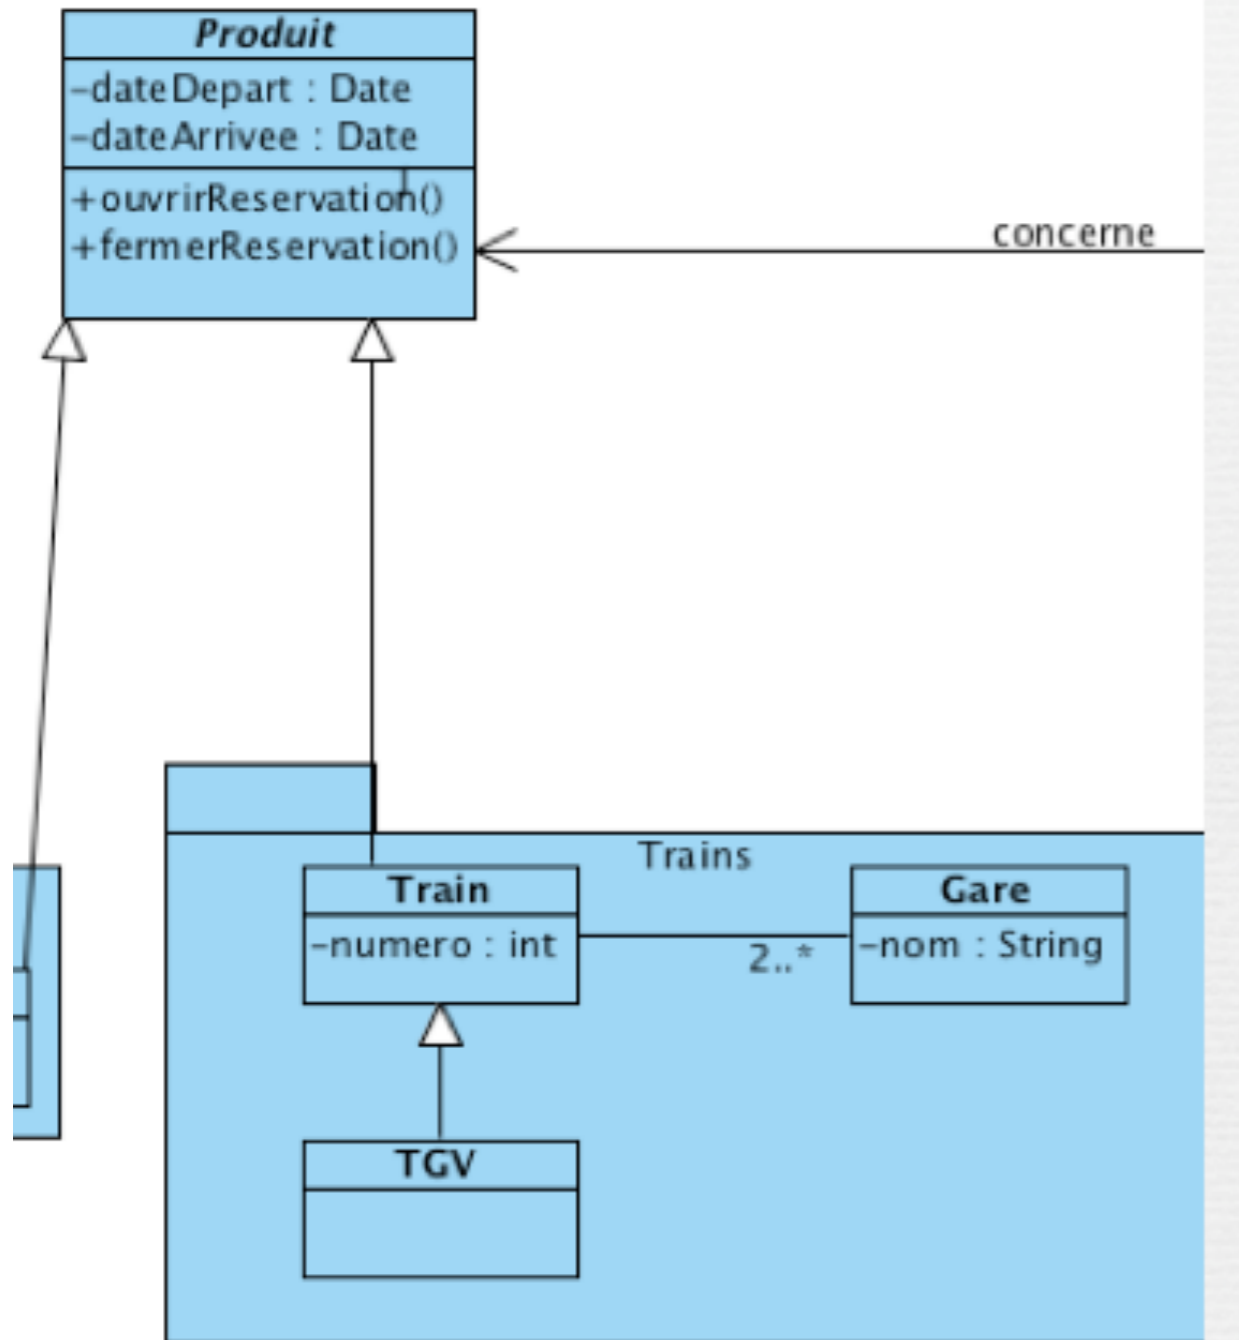 Produit
-dateDepart : Date
-dateArrivee : Date
+ouvrirReservation()
+fermerReservation()
concerne
Trains
Train
-numero : int
2..*
Gare
-nom : String
TGV